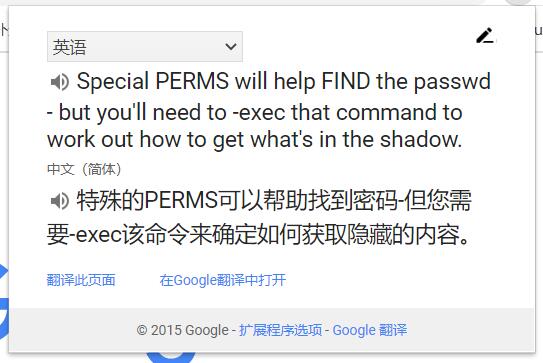 英语
Special PERMS will help FIND the passwd
- but you'll need to -exec that command to
work out how to get what's in the shadow.
中文（简体）
特殊的PERMS可以帮助找到密码-但您需
要-exec该命令来确定如何获取隐藏的内容。
翻译此页面 在Google翻译中打开
© 2015 Google - 扩展程序选项 - Google 翻译